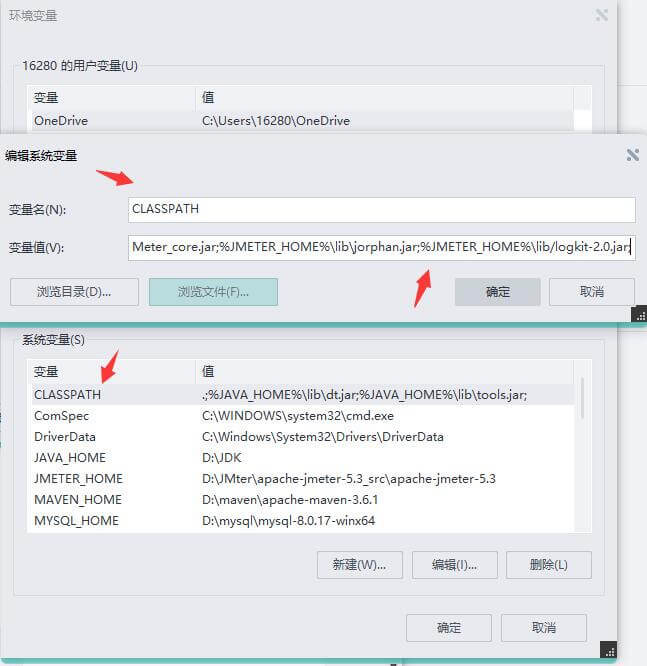 环境变量
16280 的用户变量(U)
变量 值
OneDrive C:\Users\16280\OneDrive
编辑系统变量
变量名(N): CLASSPATH
变量值(V): Meter_core.jar;%JMETER_HOME%\lib\jorphan.jar;%JMETER_HOME%\lib/logkit-2.0.jar;
浏览目录(D)... 浏览文件(F)... 确定 取消
系统变量(S)
变量 值
CLASSPATH .;%JAVA_HOME%\lib\dt.jar;%JAVA_HOME%\lib\tools.jar;
ComSpec C:\WINDOWS\system32\cmd.exe
DriverData C:\Windows\System32\Drivers\DriverData
JAVA_HOME D:\JDK
JMETER_HOME D:\JMter\apache-jmeter-5.3_src\apache-jmeter-5.3
MAVEN_HOME D:\maven\apache-maven-3.6.1
MYSQL_HOME D:\mysql\mysql-8.0.17-winx64
新建(W)... 编辑(I)... 删除(L)
确定 取消